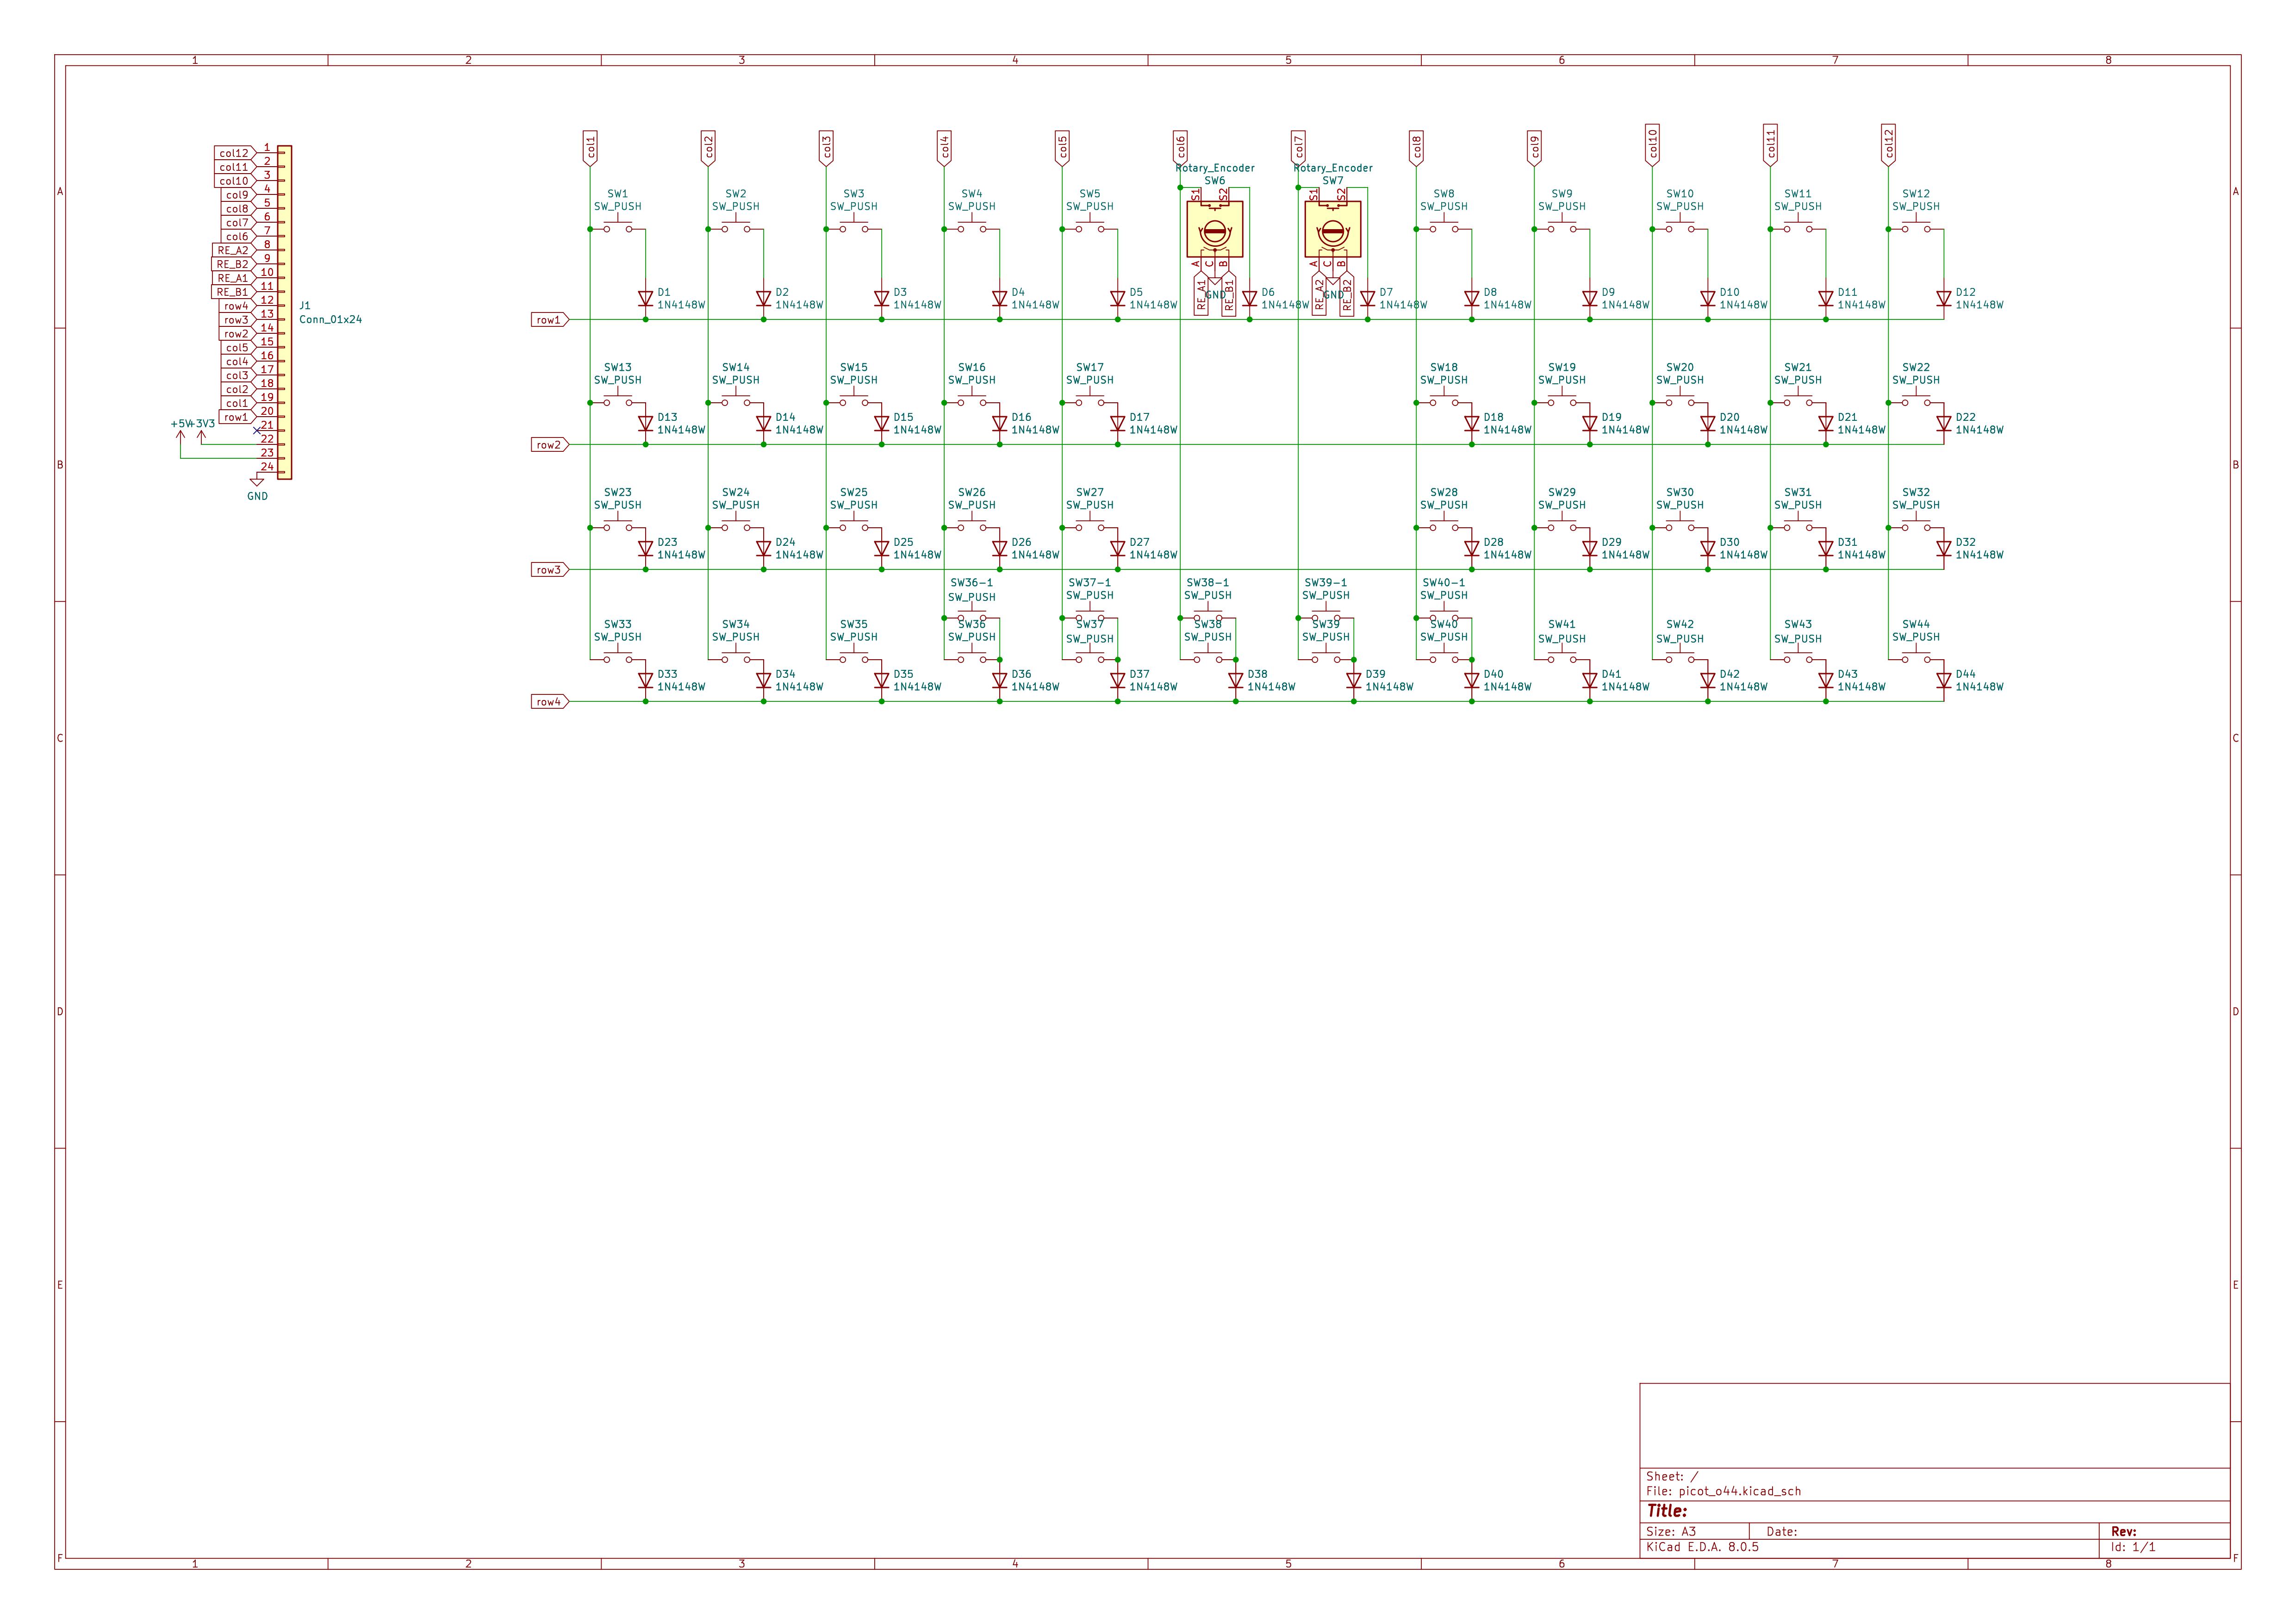 1 2 3 4 5 6 7 8
A A
B B
C C
D D
E E
F F
1 2 3 4 5 6 7 8
col12 1
col11 2
col10 3
col9 4
col8 5
col7 6
col6 7
RE_A2 8
RE_B2 9
RE_A1 10
RE_B1 11
row4 12
row3 13
row2 14
col5 15
col4 16
col3 17
col2 18
col1 19
row1 20
21
22
23
24
+5V +3V3
GND
J1
Conn_01x24
col1 col2 col3 col4 col5 col6 col7 col8 col9 col10 col11 col12
Rotary_Encoder Rotary_Encoder
SW6 SW7
S1 S2 S1 S2
SW1 SW2 SW3 SW4 SW5 SW8 SW9 SW10 SW11 SW12
SW_PUSH SW_PUSH SW_PUSH SW_PUSH SW_PUSH SW_PUSH SW_PUSH SW_PUSH SW_PUSH SW_PUSH
A C B A C B
RE_A1 GND RE_B1 RE_A2 GND RE_B2
D1 D2 D3 D4 D5 D6 D7 D8 D9 D10 D11 D12
1N4148W 1N4148W 1N4148W 1N4148W 1N4148W 1N4148W 1N4148W 1N4148W 1N4148W 1N4148W 1N4148W 1N4148W
row1
SW13 SW14 SW15 SW16 SW17 SW18 SW19 SW20 SW21 SW22
SW_PUSH SW_PUSH SW_PUSH SW_PUSH SW_PUSH SW_PUSH SW_PUSH SW_PUSH SW_PUSH SW_PUSH
D13 D14 D15 D16 D17 D18 D19 D20 D21 D22
1N4148W 1N4148W 1N4148W 1N4148W 1N4148W 1N4148W 1N4148W 1N4148W 1N4148W 1N4148W
row2
SW23 SW24 SW25 SW26 SW27 SW28 SW29 SW30 SW31 SW32
SW_PUSH SW_PUSH SW_PUSH SW_PUSH SW_PUSH SW_PUSH SW_PUSH SW_PUSH SW_PUSH SW_PUSH
D23 D24 D25 D26 D27 D28 D29 D30 D31 D32
1N4148W 1N4148W 1N4148W 1N4148W 1N4148W 1N4148W 1N4148W 1N4148W 1N4148W 1N4148W
row3
SW36-1 SW37-1 SW38-1 SW39-1 SW40-1
SW_PUSH SW_PUSH SW_PUSH SW_PUSH SW_PUSH
SW33 SW34 SW35 SW36 SW37 SW38 SW39 SW40 SW41 SW42 SW43 SW44
SW_PUSH SW_PUSH SW_PUSH SW_PUSH SW_PUSH SW_PUSH SW_PUSH SW_PUSH SW_PUSH SW_PUSH SW_PUSH SW_PUSH
D33 D34 D35 D36 D37 D38 D39 D40 D41 D42 D43 D44
1N4148W 1N4148W 1N4148W 1N4148W 1N4148W 1N4148W 1N4148W 1N4148W 1N4148W 1N4148W 1N4148W 1N4148W
row4
Sheet: /
File: picot_o44.kicad_sch
Title:
Size: A3 Date: Rev:
KiCad E.D.A. 8.0.5 Id: 1/1